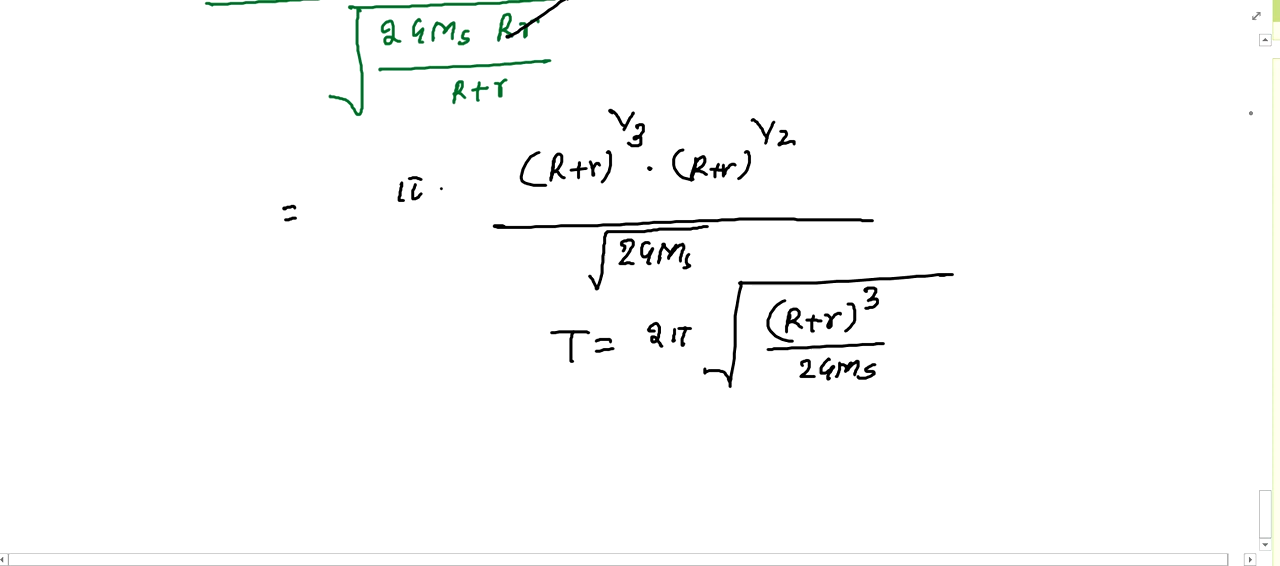 √(2GMs Rr / R+r)
= π · (R+r)^1/3 · (R+r)^1/2 / √2GMs
T = 2π √((R+r)^3 / 2GMs)